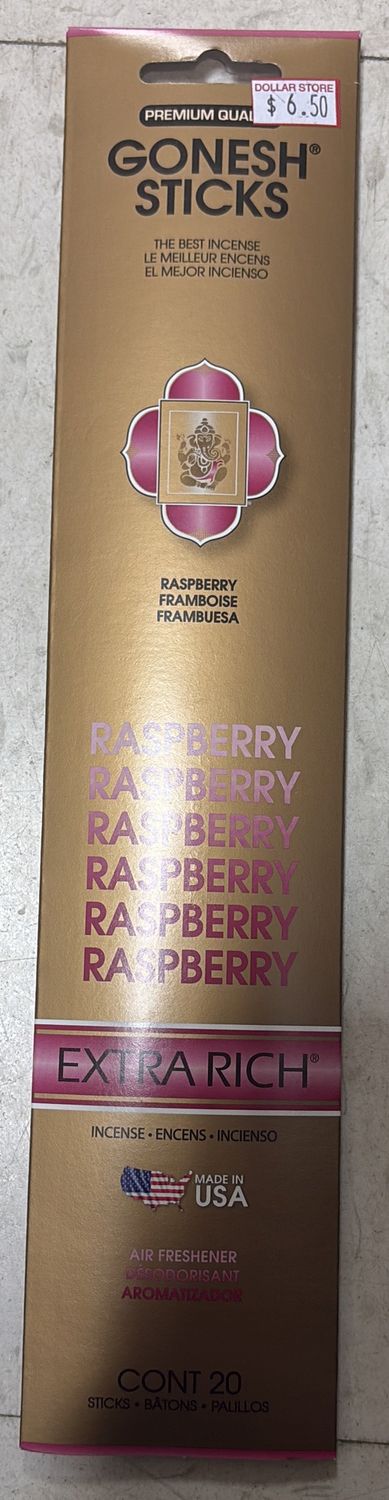 DOLLAR STORE
$ 6.50
PREMIUM
GONESH®
STICKS
THE BEST INCENSE
LE MEILLEUR ENCENS
EL MEJOR INCIENSO
RASPBERRY
FRAMBOISE
FRAMBUESA
RASPBERRY
RASPBERRY
RASPBERRY
RASPBERRY
RASPBERRY
RASPBERRY
EXTRA RICH®
INCENSE • ENCENS • INCIENSO
MADE IN
USA
AIR FRESHENER
DÉSODORISANT
AROMATIZADOR
CONT 20
STICKS • BÂTONS • PALILLOS